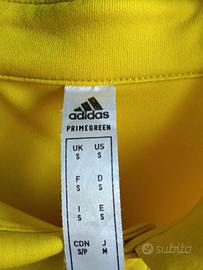 adidas
PRIMEGREEN
UK US
S S
F D
S S
I E
S S
CDN J
S/P M
subito